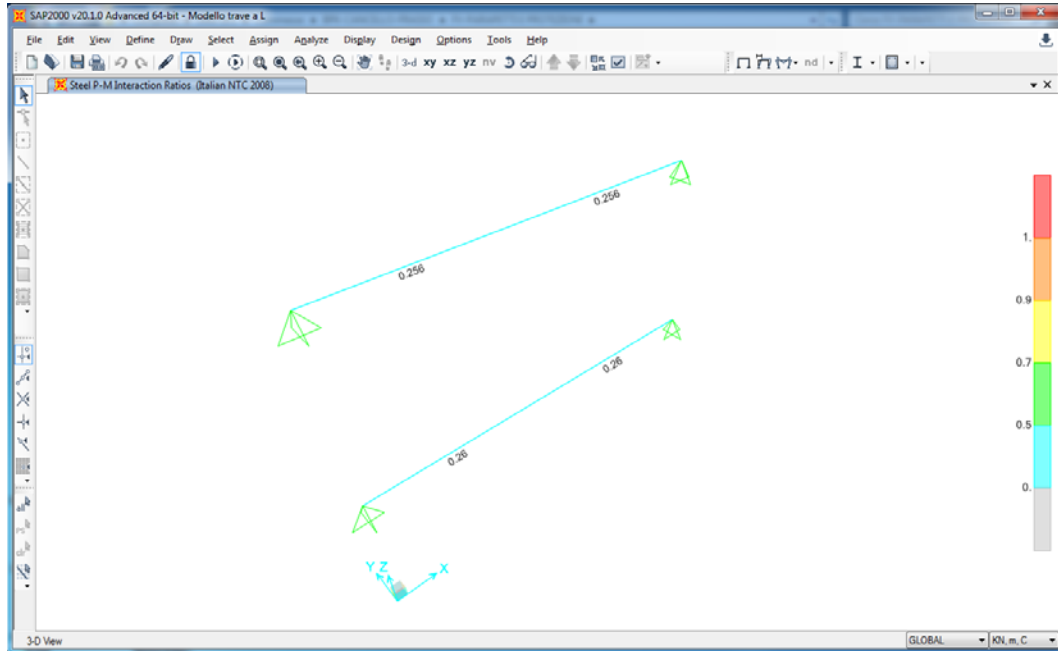 SAP2000 v20.1.0 Advanced 64-bit - Modello trave a L
File Edit View Define Draw Select Assign Analyze Display Design Options Tools Help
3-d xy xz yz nv nd
Steel P-M Interaction Ratios (Italian NTC 2008)
0.256
0.256
1.
0.9
0.7
0.26
0.5
0.26
0.
Y Z X
3-D View GLOBAL KN, m, C